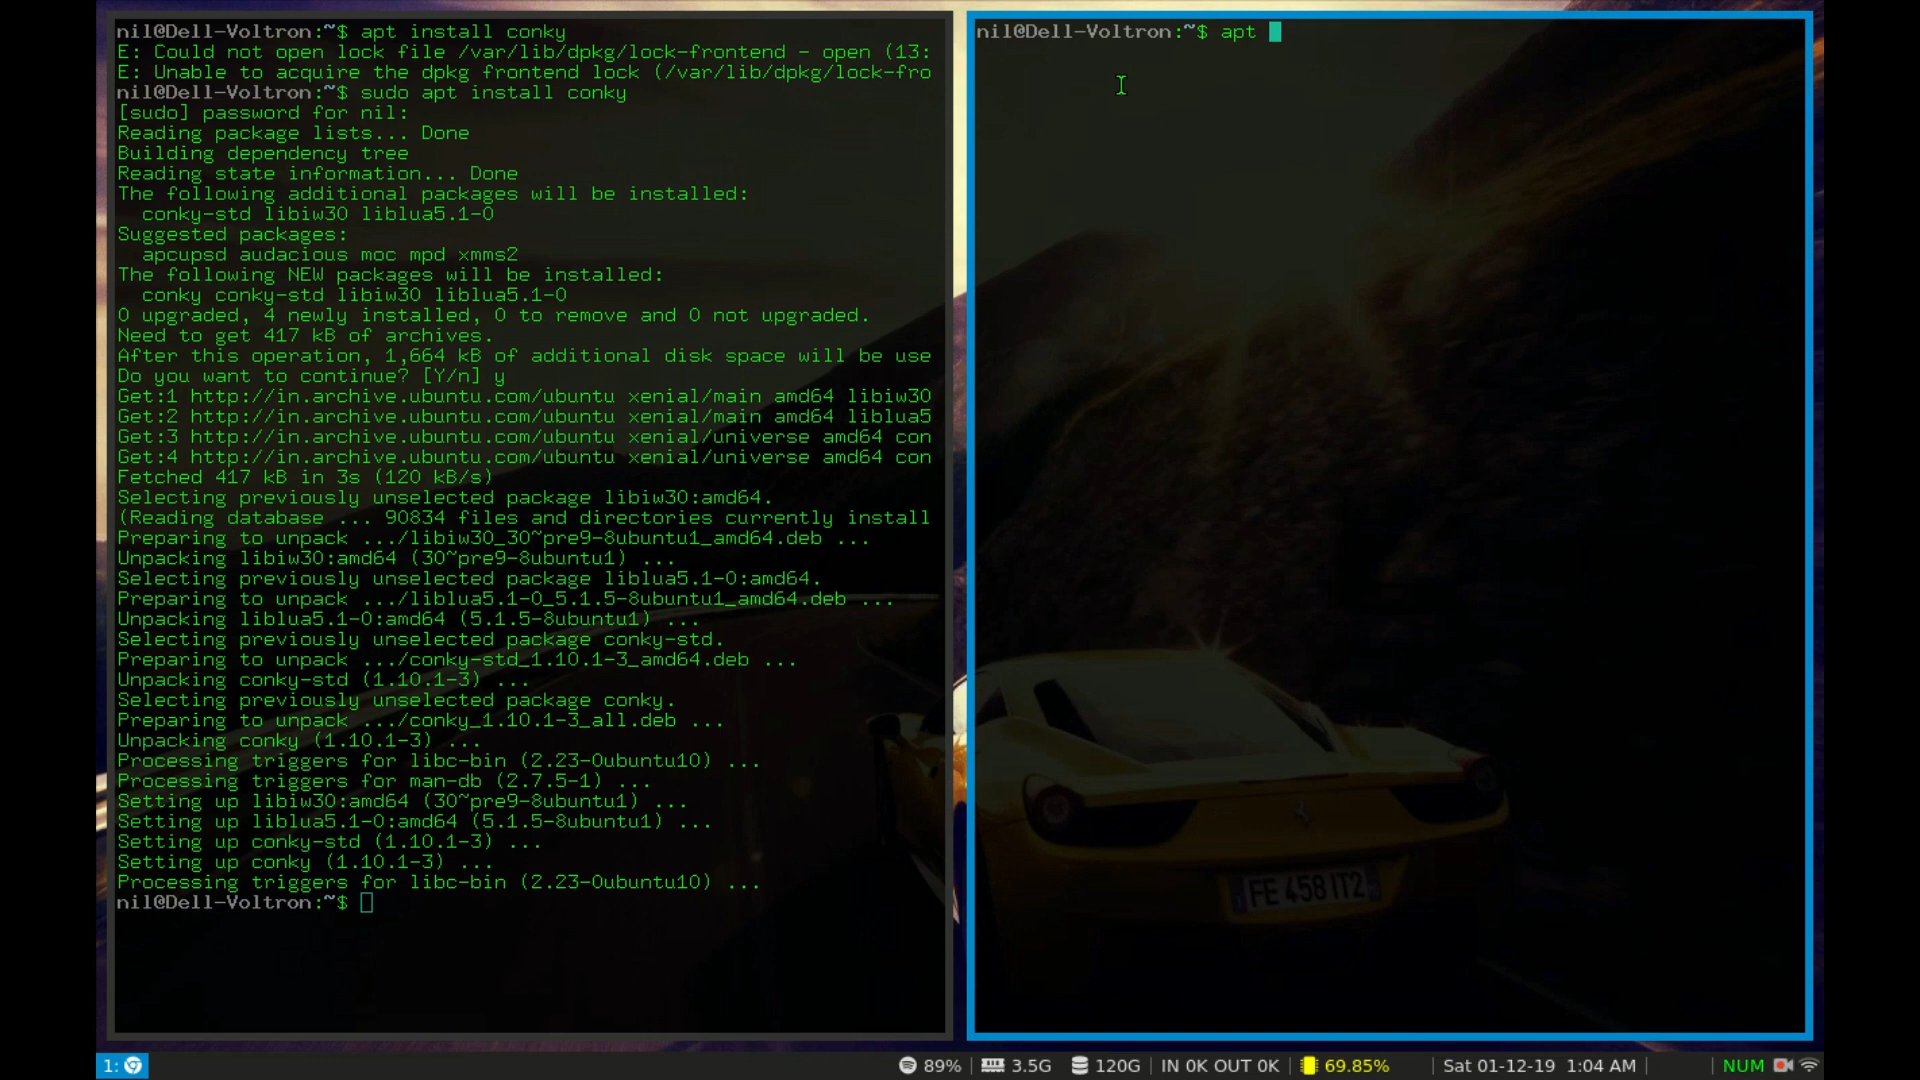 nil@Dell-Voltron:~$ apt install conky
E: Could not open lock file /var/lib/dpkg/lock-frontend - open (13:
E: Unable to acquire the dpkg frontend lock (/var/lib/dpkg/lock-fro
nil@Dell-Voltron:~$ sudo apt install conky
[sudo] password for nil:
Reading package lists... Done
Building dependency tree
Reading state information... Done
The following additional packages will be installed:
  conky-std libiw30 liblua5.1-0
Suggested packages:
  apcupsd audacious moc mpd xmms2
The following NEW packages will be installed:
  conky conky-std libiw30 liblua5.1-0
0 upgraded, 4 newly installed, 0 to remove and 0 not upgraded.
Need to get 417 kB of archives.
After this operation, 1,664 kB of additional disk space will be use
Do you want to continue? [Y/n] y
Get:1 http://in.archive.ubuntu.com/ubuntu xenial/main amd64 libiw30
Get:2 http://in.archive.ubuntu.com/ubuntu xenial/main amd64 liblua5
Get:3 http://in.archive.ubuntu.com/ubuntu xenial/universe amd64 con
Get:4 http://in.archive.ubuntu.com/ubuntu xenial/universe amd64 con
Fetched 417 kB in 3s (120 kB/s)
Selecting previously unselected package libiw30:amd64.
(Reading database ... 90834 files and directories currently install
Preparing to unpack .../libiw30_30~pre9-8ubuntu1_amd64.deb ...
Unpacking libiw30:amd64 (30~pre9-8ubuntu1) ...
Selecting previously unselected package liblua5.1-0:amd64.
Preparing to unpack .../liblua5.1-0_5.1.5-8ubuntu1_amd64.deb ...
Unpacking liblua5.1-0:amd64 (5.1.5-8ubuntu1) ...
Selecting previously unselected package conky-std.
Preparing to unpack .../conky-std_1.10.1-3_amd64.deb ...
Unpacking conky-std (1.10.1-3) ...
Selecting previously unselected package conky.
Preparing to unpack .../conky_1.10.1-3_all.deb ...
Unpacking conky (1.10.1-3) ...
Processing triggers for libc-bin (2.23-0ubuntu10) ...
Processing triggers for man-db (2.7.5-1) ...
Setting up libiw30:amd64 (30~pre9-8ubuntu1) ...
Setting up liblua5.1-0:amd64 (5.1.5-8ubuntu1) ...
Setting up conky-std (1.10.1-3) ...
Setting up conky (1.10.1-3) ...
Processing triggers for libc-bin (2.23-0ubuntu10) ...
nil@Dell-Voltron:~$
nil@Dell-Voltron:~$ apt
FE 458 IT2
1: 89% | 3.5G 120G | IN 0K OUT 0K | 69.85% | Sat 01-12-19 1:04 AM | | NUM